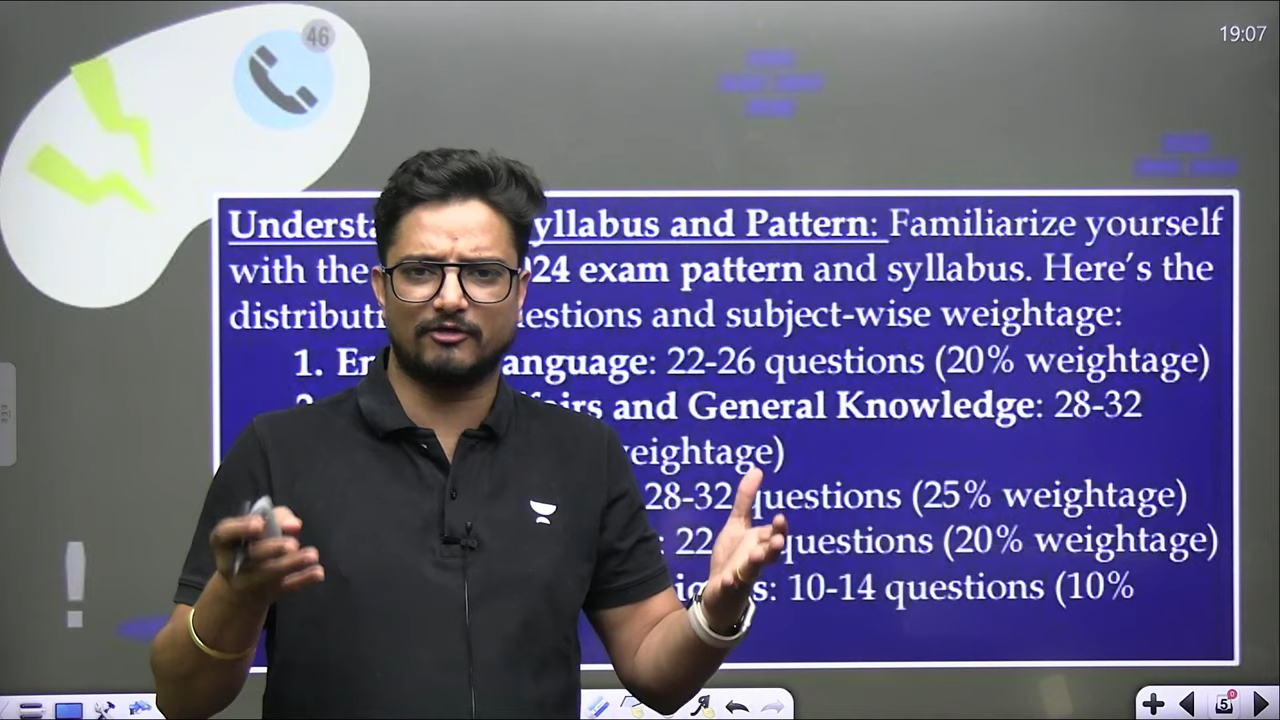 46
19:07
Understa yllabus and Pattern: Familiarize yourself
with the 24 exam pattern and syllabus. Here's the
distributi estions and subject-wise weightage:
1. En anguage: 22-26 questions (20% weightage)
ffairs and General Knowledge: 28-32
eightage)
28-32 questions (25% weightage)
: 22 questions (20% weightage)
s: 10-14 questions (10%
5